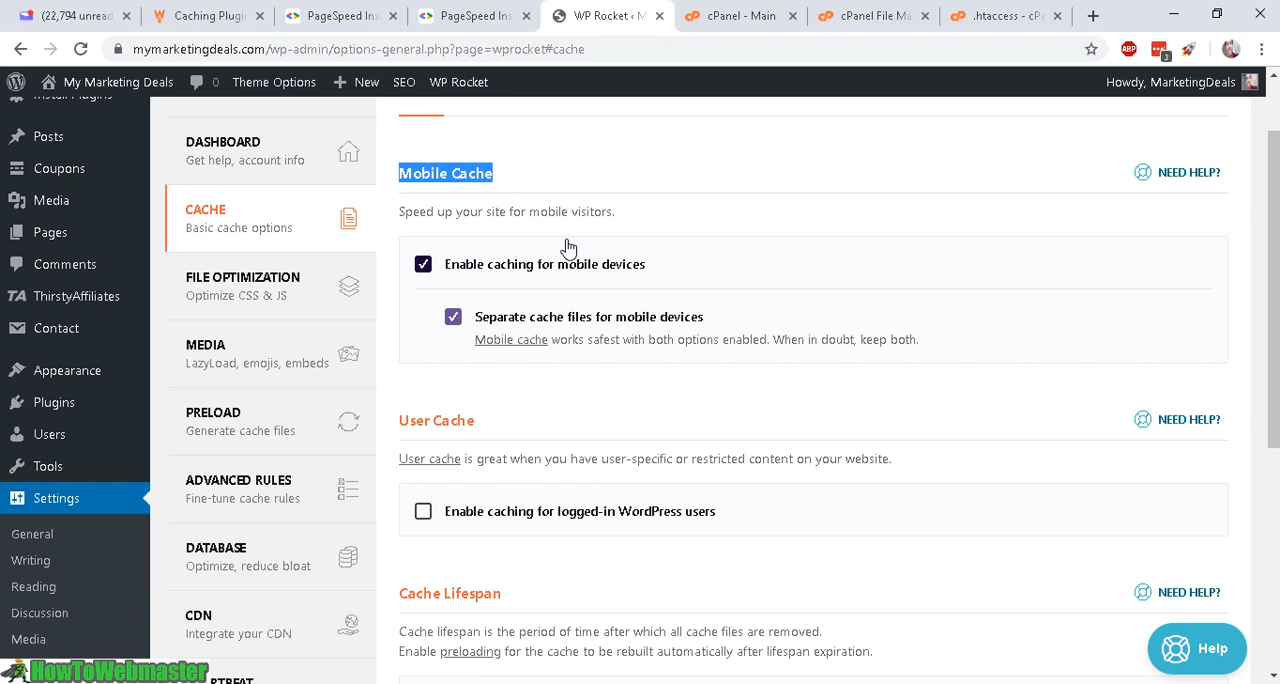 (22,794 unread
Caching Plugi
PageSpeed Ins
PageSpeed Ins
WP Rocket ‹ M
cPanel - Main
cPanel File Ma
.htaccess - cPa
mymarketingdeals.com/wp-admin/options-general.php?page=wprocket#cache
ABP
3
My Marketing Deals
0
Theme Options
New
SEO
WP Rocket
Howdy, MarketingDeals
Install Plugins
Posts
Coupons
Media
Pages
Comments
ThirstyAffiliates
Contact
Appearance
Plugins
Users
Tools
Settings
General
Writing
Reading
Discussion
Media
HowToWebmaster
DASHBOARD
Get help, account info
CACHE
Basic cache options
FILE OPTIMIZATION
Optimize CSS & JS
MEDIA
LazyLoad, emojis, embeds
PRELOAD
Generate cache files
ADVANCED RULES
Fine-tune cache rules
DATABASE
Optimize, reduce bloat
CDN
Integrate your CDN
HEARTBEAT
Mobile Cache
NEED HELP?
Speed up your site for mobile visitors.
Enable caching for mobile devices
Separate cache files for mobile devices
Mobile cache works safest with both options enabled. When in doubt, keep both.
User Cache
NEED HELP?
User cache is great when you have user-specific or restricted content on your website.
Enable caching for logged-in WordPress users
Cache Lifespan
NEED HELP?
Cache lifespan is the period of time after which all cache files are removed.
Enable preloading for the cache to be rebuilt automatically after lifespan expiration.
Help